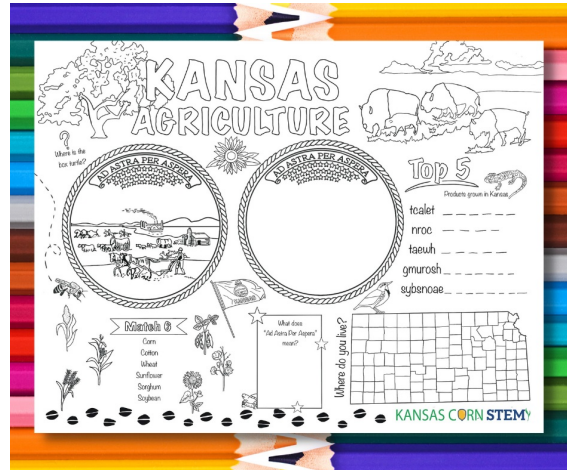 KANSAS
AGRICULTURE
?
Where is the
box turtle?
AD ASTRA PER ASPERA
AD ASTRA PER ASPERA
Top 5
Products grown in Kansas
tcalet _ _ _ _ _ _
nroc _ _ _ _
taewh _ _ _ _ _
gmurosh _ _ _ _ _ _ _
sybsnoae _ _ _ _ _ _ _ _
Match 6
Corn
Cotton
Wheat
Sunflower
Sorghum
Soybean
KANSAS
What does
"Ad Astra Per Aspera"
mean?
Where do you live?
KANSAS CORN STEM